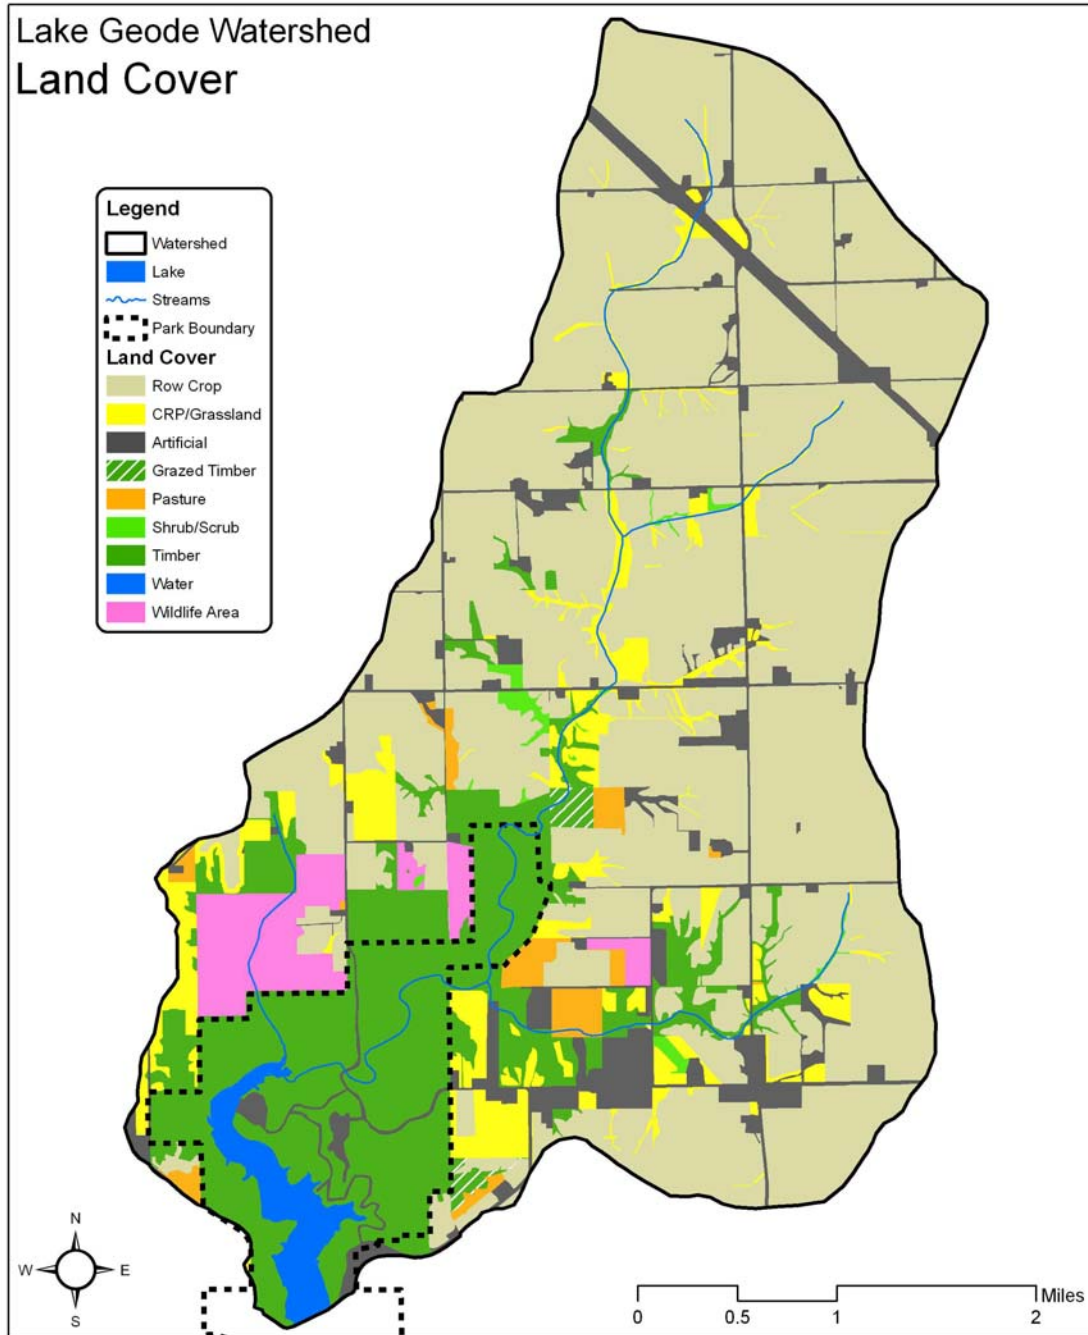 Lake Geode Watershed
Land Cover
Legend
Watershed
Lake
Streams
Park Boundary
Land Cover
Row Crop
CRP/Grassland
Artificial
Grazed Timber
Pasture
Shrub/Scrub
Timber
Water
Wildlife Area
N
W E
S
Miles
0 0.5 1 2